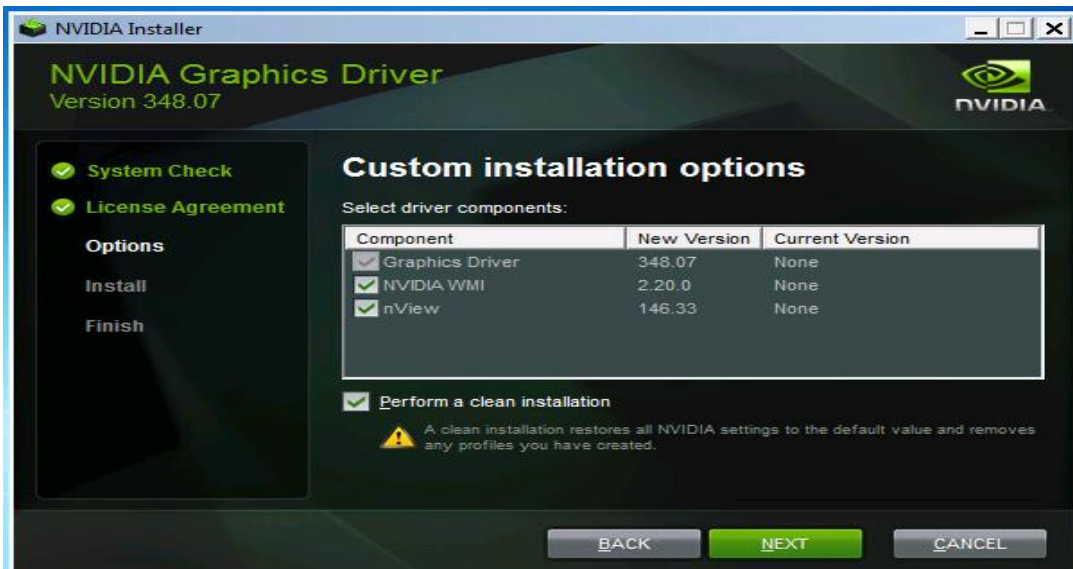 NVIDIA Installer
NVIDIA Graphics Driver
Version 348.07
NVIDIA.
System Check
License Agreement
Options
Install
Finish
Custom installation options
Select driver components:
Component New Version Current Version
Graphics Driver 348.07 None
NVIDIA WMI 2.20.0 None
nView 146.33 None
Perform a clean installation
A clean installation restores all NVIDIA settings to the default value and removes
any profiles you have created.
BACK NEXT CANCEL